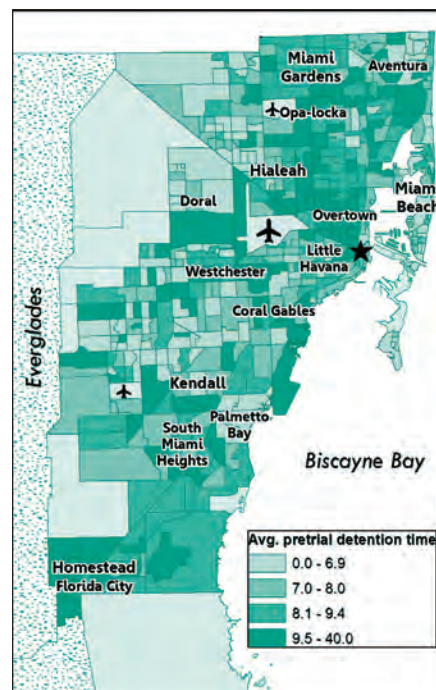 Miami
Gardens
Aventura
Opa-locka
Hialeah
Doral
Miami
Beach
Overtown
Little
Havana
Westchester
Coral Gables
Everglades
Kendall
Palmetto
Bay
South
Miami
Heights
Biscayne Bay
Homestead
Florida City
Avg. pretrial detention time
0.0 - 6.9
7.0 - 8.0
8.1 - 9.4
9.5 - 40.0